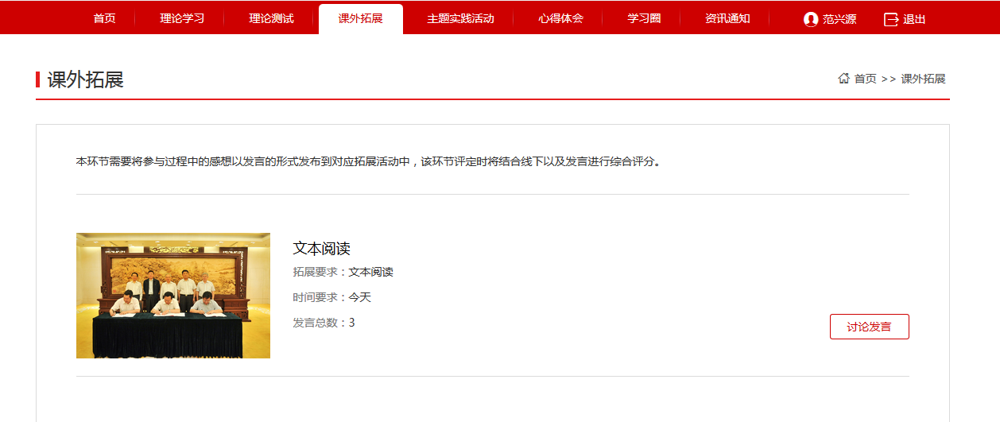 首页 理论学习 理论测试 课外拓展 主题实践活动 心得体会 学习圈 资讯通知 范兴源 退出
课外拓展
首页 >> 课外拓展
本环节需要将参与过程中的感想以发言的形式发布到对应拓展活动中，该环节评定时将结合线下以及发言进行综合评分。
文本阅读
拓展要求：文本阅读
时间要求：今天
发言总数：3
讨论发言